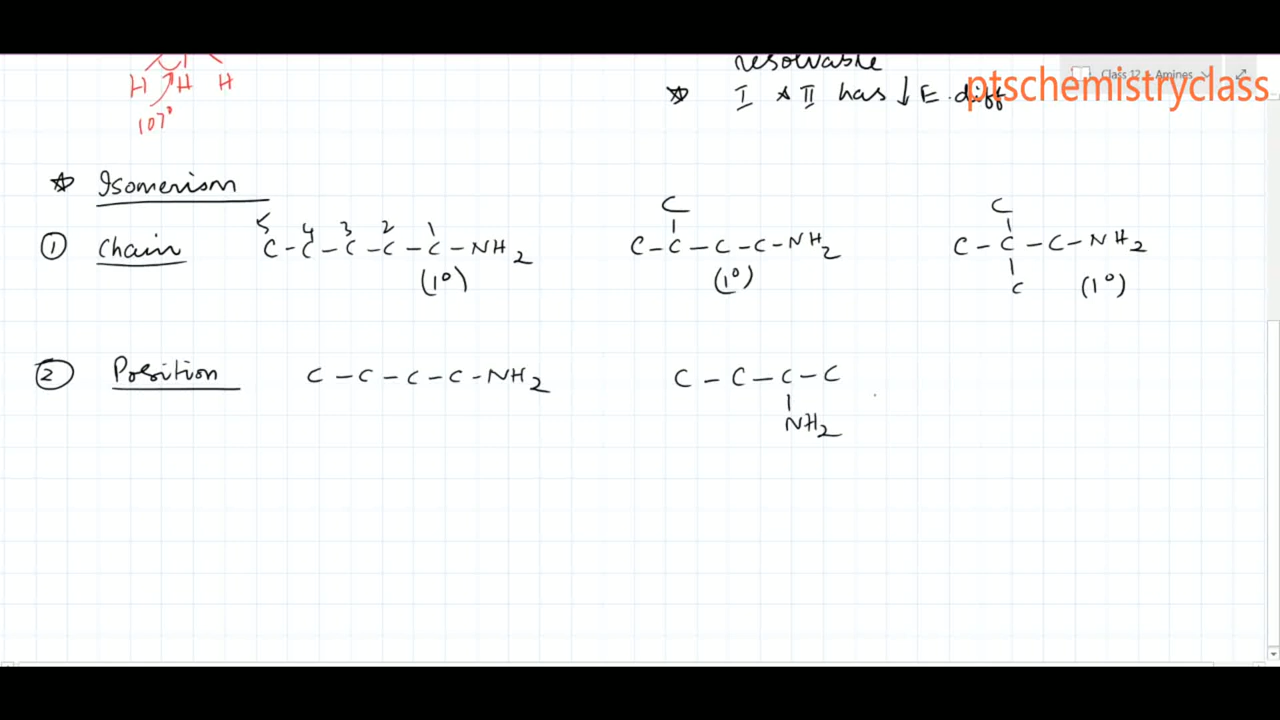 resolvable
ptschemistryclass
Class 12 - Amines
H H H
☆ I & II has ↓ E. diff
107°
☆ Isomerism
C C
5 4 3 2 1
① Chain C - C - C - C - C - NH2 C - C - C - C - NH2 C - C - C - NH2
(1°) (1°) C (1°)
② Position C - C - C - C - NH2 C - C - C - C
NH2